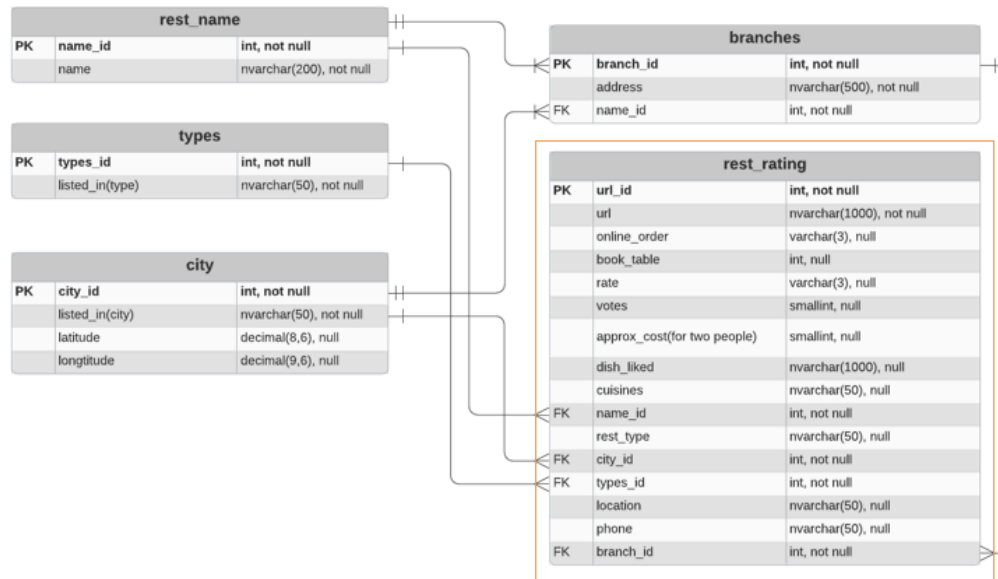 rest_name
PK name_id int, not null
name nvarchar(200), not null
types
PK types_id int, not null
listed_in(type) nvarchar(50), not null
city
PK city_id int, not null
listed_in(city) nvarchar(50), not null
latitude decimal(8,6), null
longtitude decimal(9,6), null
branches
PK branch_id int, not null
address nvarchar(500), not null
FK name_id int, not null
rest_rating
PK url_id int, not null
url nvarchar(1000), not null
online_order varchar(3), null
book_table int, null
rate varchar(3), null
votes smallint, null
approx_cost(for two people) smallint, null
dish_liked nvarchar(1000), null
cuisines nvarchar(50), null
FK name_id int, not null
rest_type nvarchar(50), null
FK city_id int, not null
FK types_id int, not null
location nvarchar(50), null
phone nvarchar(50), null
FK branch_id int, not null